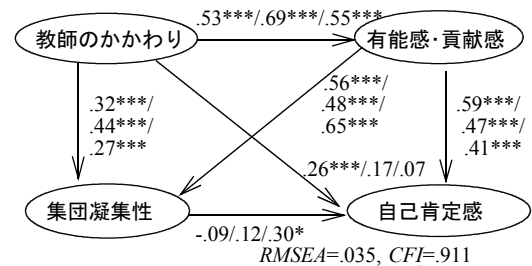 .53***/.69***/.55***
教師のかかわり
有能感・貢献感
.32***/
.44***/
.27***
.56***/
.48***/
.65***
.59***/
.47***/
.41***
.26***/.17/.07
集団凝集性
自己肯定感
-.09/.12/.30*
RMSEA=.035, CFI=.911